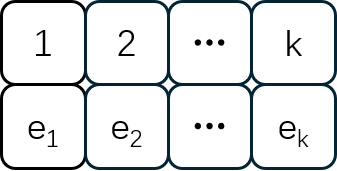 1 2 ··· k
e₁ e₂ ··· eₖ